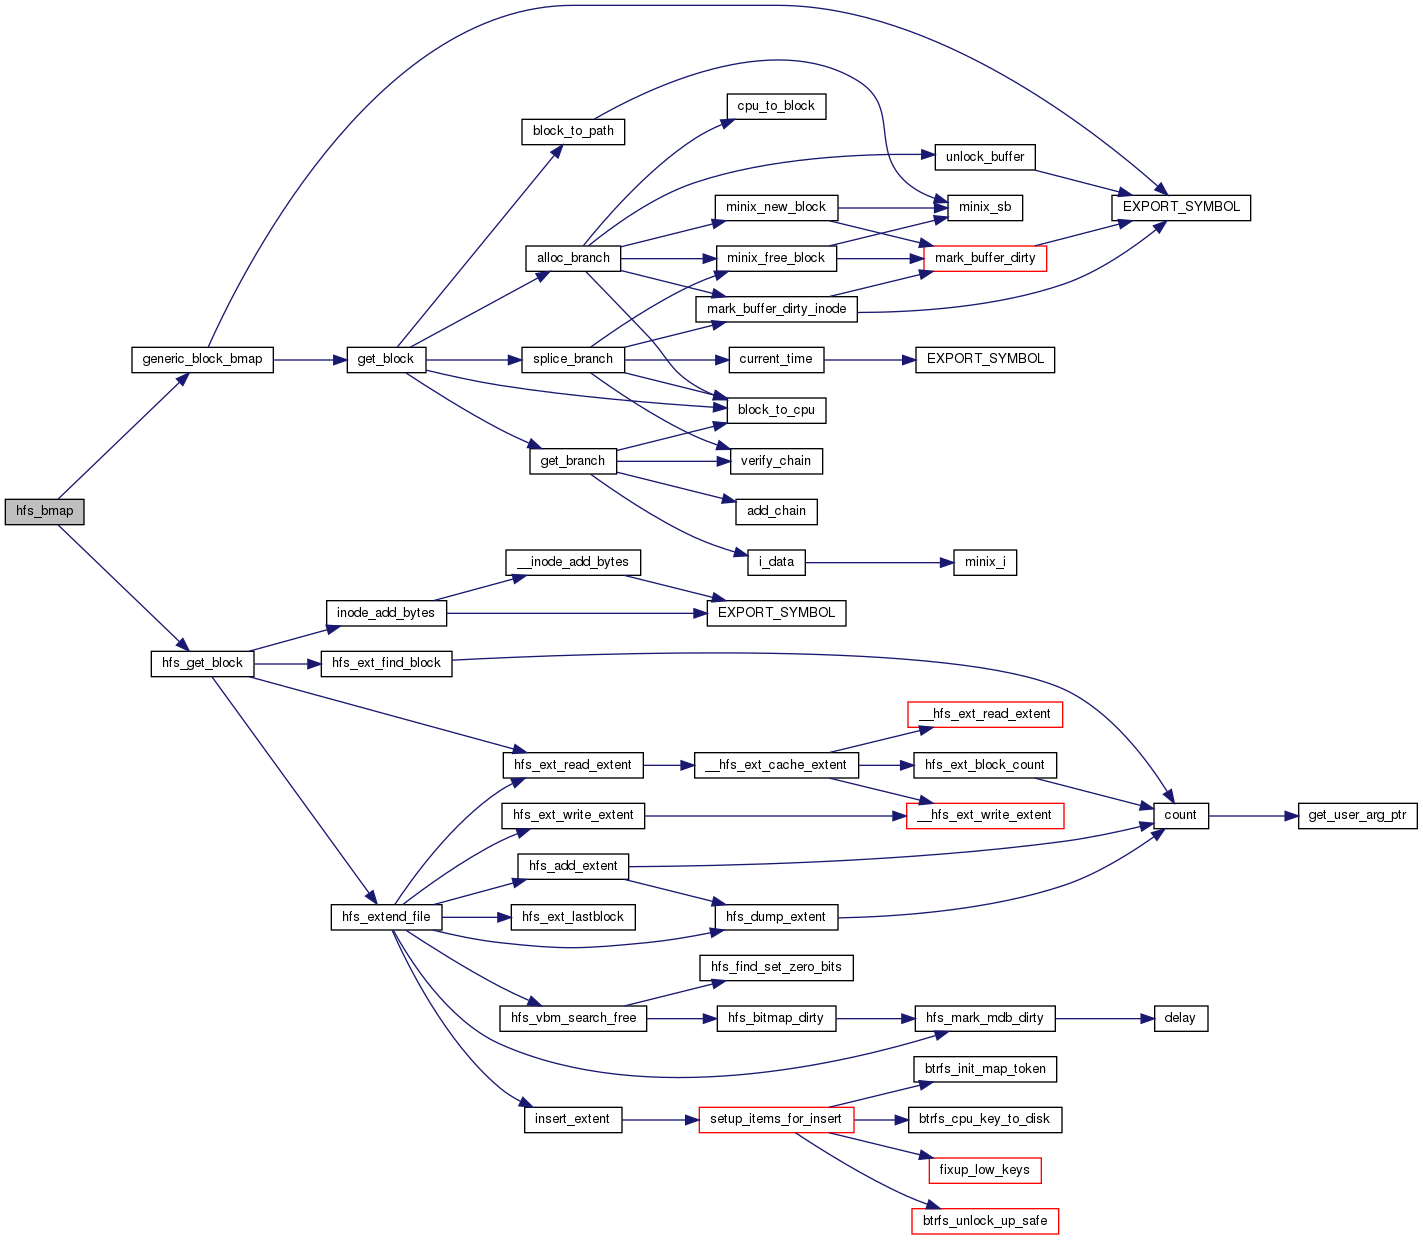 cpu_to_block
block_to_path
unlock_buffer
minix_new_block
minix_sb
EXPORT_SYMBOL
alloc_branch
minix_free_block
mark_buffer_dirty
mark_buffer_dirty_inode
generic_block_bmap
get_block
splice_branch
current_time
EXPORT_SYMBOL
block_to_cpu
get_branch
verify_chain
hfs_bmap
add_chain
__inode_add_bytes
i_data
minix_i
inode_add_bytes
EXPORT_SYMBOL
hfs_get_block
hfs_ext_find_block
__hfs_ext_read_extent
hfs_ext_read_extent
__hfs_ext_cache_extent
hfs_ext_block_count
hfs_ext_write_extent
__hfs_ext_write_extent
count
get_user_arg_ptr
hfs_add_extent
hfs_extend_file
hfs_ext_lastblock
hfs_dump_extent
hfs_find_set_zero_bits
hfs_vbm_search_free
hfs_bitmap_dirty
hfs_mark_mdb_dirty
delay
btrfs_init_map_token
insert_extent
setup_items_for_insert
btrfs_cpu_key_to_disk
fixup_low_keys
btrfs_unlock_up_safe